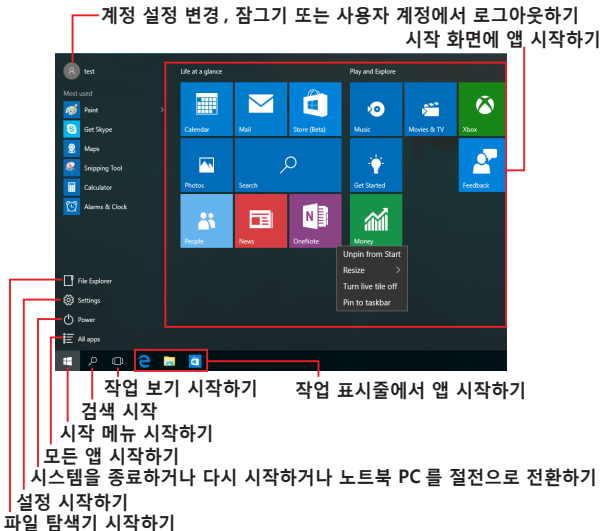 계정 설정 변경, 잠그기 또는 사용자 계정에서 로그아웃하기
시작 화면에 앱 시작하기
test
Life at a glance
Play and Explore
Most used
Paint
Get Skype
Maps
Snipping Tool
Calculator
Alarms & Clock
Calendar
Mail
Store (Beta)
Music
Movies & TV
Xbox
Photos
Search
Get Started
Feedback
People
News
OneNote
Money
Unpin from Start
Resize
Turn live tile off
Pin to taskbar
File Explorer
Settings
Power
All apps
작업 보기 시작하기
작업 표시줄에서 앱 시작하기
검색 시작
시작 메뉴 시작하기
모든 앱 시작하기
시스템을 종료하거나 다시 시작하거나 노트북 PC 를 절전으로 전환하기
설정 시작하기
파일 탐색기 시작하기